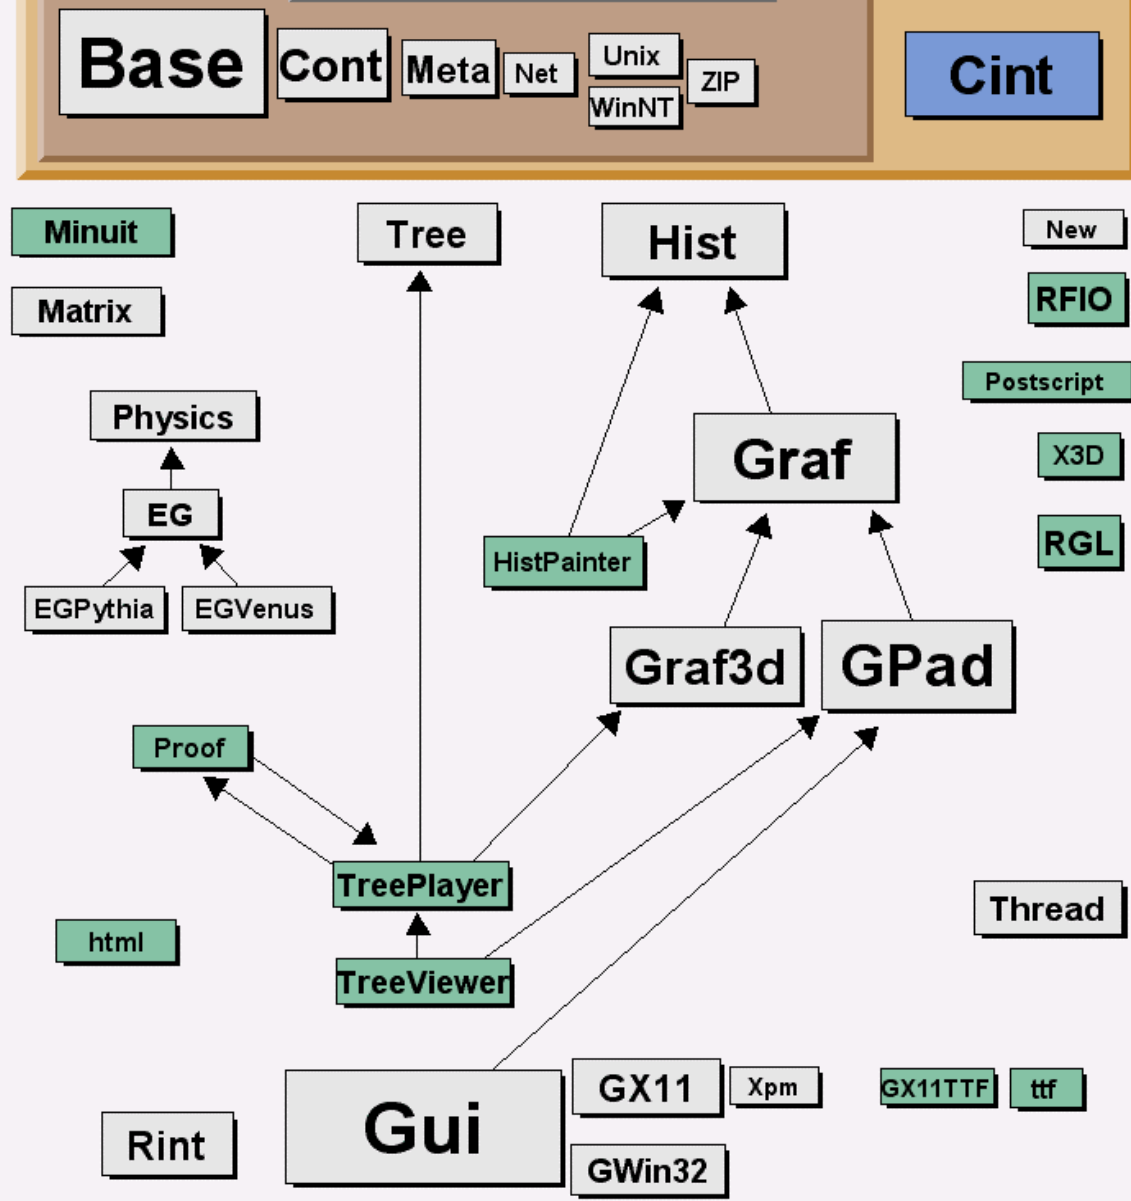 Base
Cont
Meta
Net
Unix
WinNT
ZIP
Cint
Minuit
Tree
Hist
New
Matrix
RFIO
Physics
Postscript
Graf
X3D
EG
HistPainter
RGL
EGPythia
EGVenus
Graf3d
GPad
Proof
TreePlayer
Thread
html
TreeViewer
Gui
GX11
Xpm
GX11TTF
ttf
Rint
GWin32